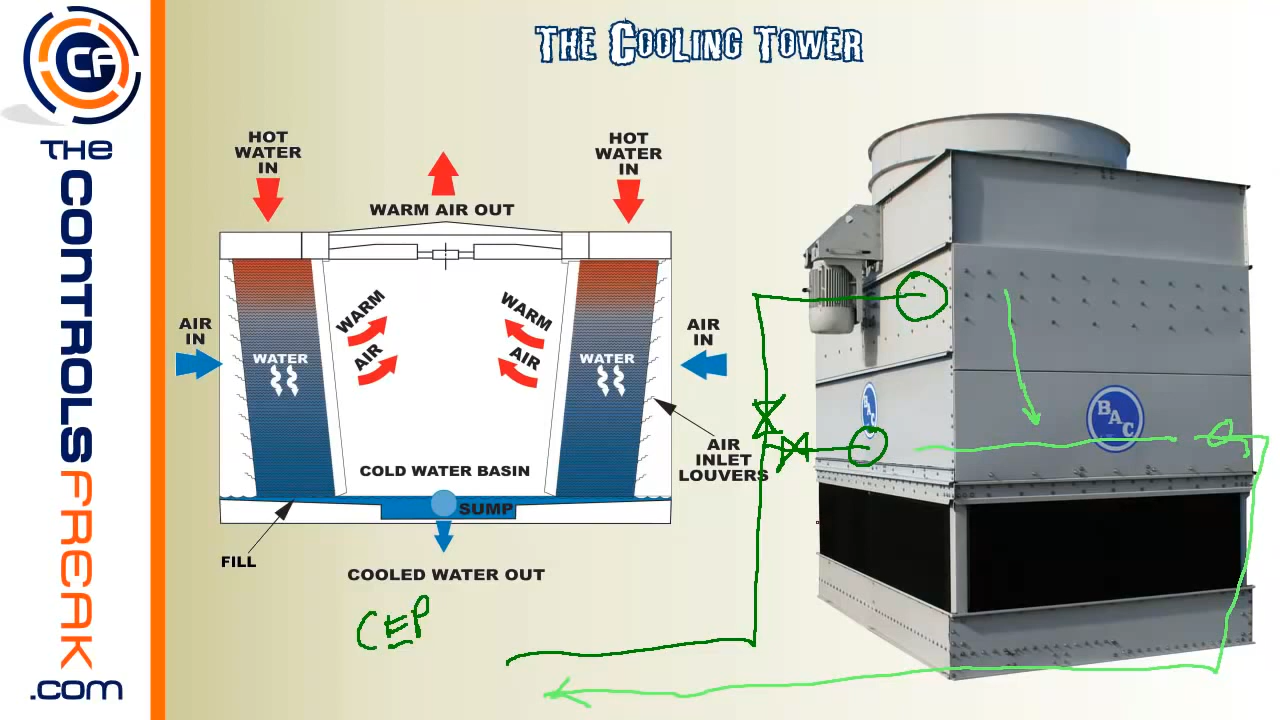 THE COOLING TOWER
CF
THE
CONTROLS
FREAK
.com
HOT
WATER
IN
HOT
WATER
IN
WARM AIR OUT
AIR
IN
WARM
AIR
WARM
AIR
AIR
IN
WATER
WATER
AIR
INLET
LOUVERS
COLD WATER BASIN
SUMP
FILL
COOLED WATER OUT
CEP
BAC
BAC